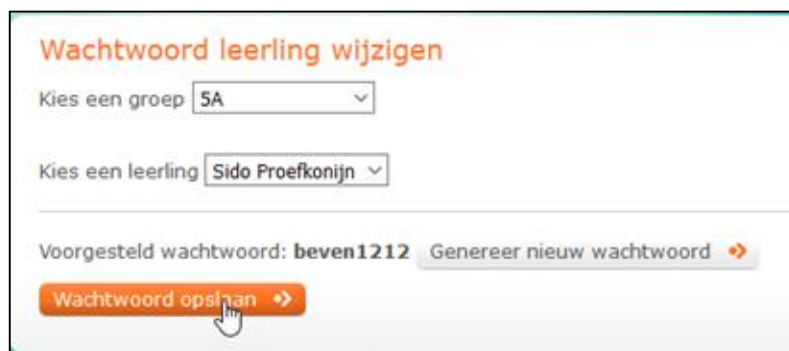 Wachtwoord leerling wijzigen
Kies een groep 5A
Kies een leerling Sido Proefkonijn
Voorgesteld wachtwoord: beven1212 Genereer nieuw wachtwoord
Wachtwoord opslaan